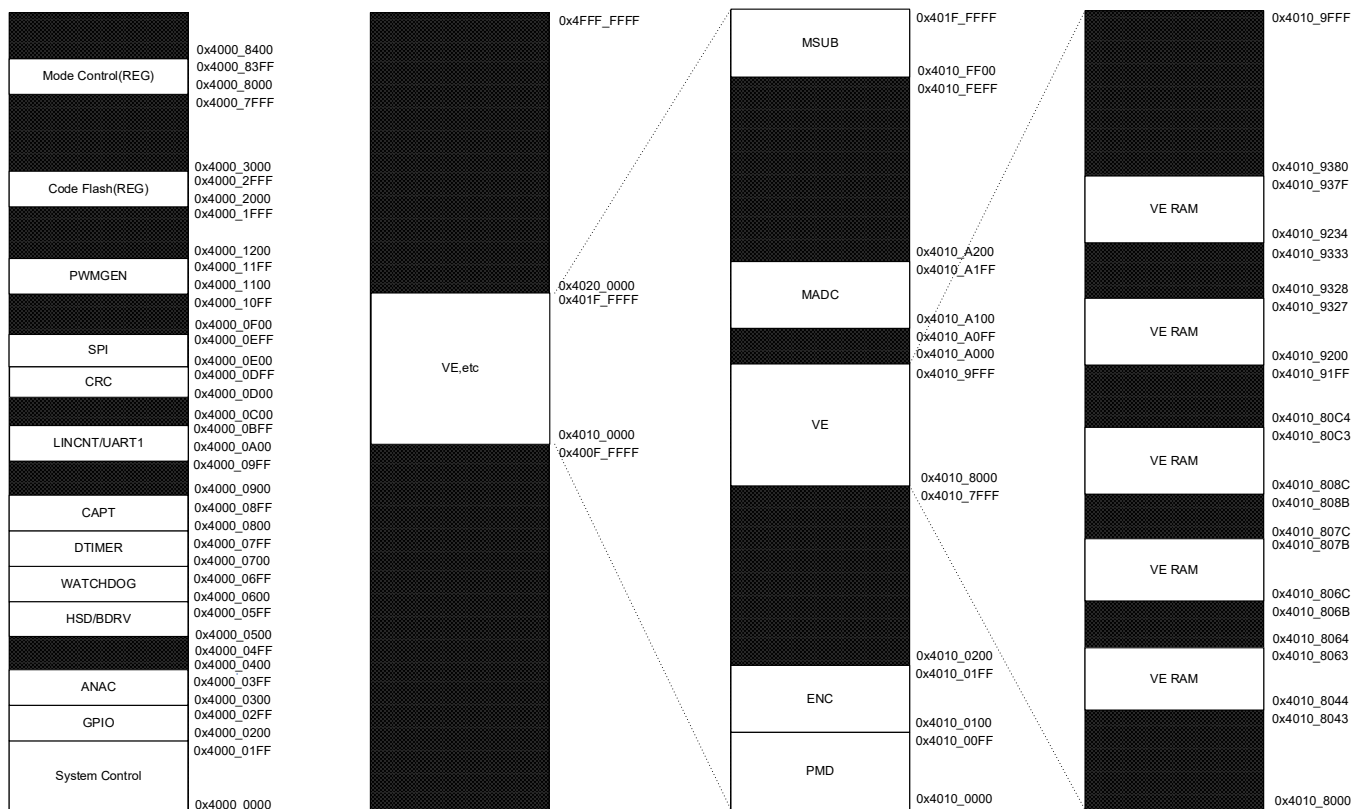 0x4000_8400
Mode Control(REG)
0x4000_83FF
0x4000_8000
0x4000_7FFF
0x4000_3000
Code Flash(REG)
0x4000_2FFF
0x4000_2000
0x4000_1FFF
0x4000_1200
PWMGEN
0x4000_11FF
0x4000_1100
0x4000_10FF
0x4000_0F00
SPI
0x4000_0EFF
0x4000_0E00
CRC
0x4000_0DFF
0x4000_0D00
0x4000_0C00
LINCNT/UART1
0x4000_0BFF
0x4000_0A00
0x4000_09FF
0x4000_0900
CAPT
0x4000_08FF
0x4000_0800
DTIMER
0x4000_07FF
0x4000_0700
WATCHDOG
0x4000_06FF
0x4000_0600
HSD/BDRV
0x4000_05FF
0x4000_0500
0x4000_04FF
0x4000_0400
ANAC
0x4000_03FF
0x4000_0300
GPIO
0x4000_02FF
0x4000_0200
System Control
0x4000_01FF
0x4000_0000
0x4FFF_FFFF
0x4020_0000
0x401F_FFFF
VE,etc
0x4010_0000
0x400F_FFFF
MSUB
0x401F_FFFF
0x4010_FF00
0x4010_FEFF
0x4010_A200
0x4010_A1FF
MADC
0x4010_A100
0x4010_A0FF
0x4010_A000
0x4010_9FFF
VE
0x4010_8000
0x4010_7FFF
0x4010_0200
0x4010_01FF
ENC
0x4010_0100
0x4010_00FF
PMD
0x4010_0000
0x4010_9FFF
0x4010_9380
0x4010_937F
VE RAM
0x4010_9234
0x4010_9333
0x4010_9328
0x4010_9327
VE RAM
0x4010_9200
0x4010_91FF
0x4010_80C4
0x4010_80C3
VE RAM
0x4010_808C
0x4010_808B
0x4010_807C
0x4010_807B
VE RAM
0x4010_806C
0x4010_806B
0x4010_8064
0x4010_8063
VE RAM
0x4010_8044
0x4010_8043
0x4010_8000